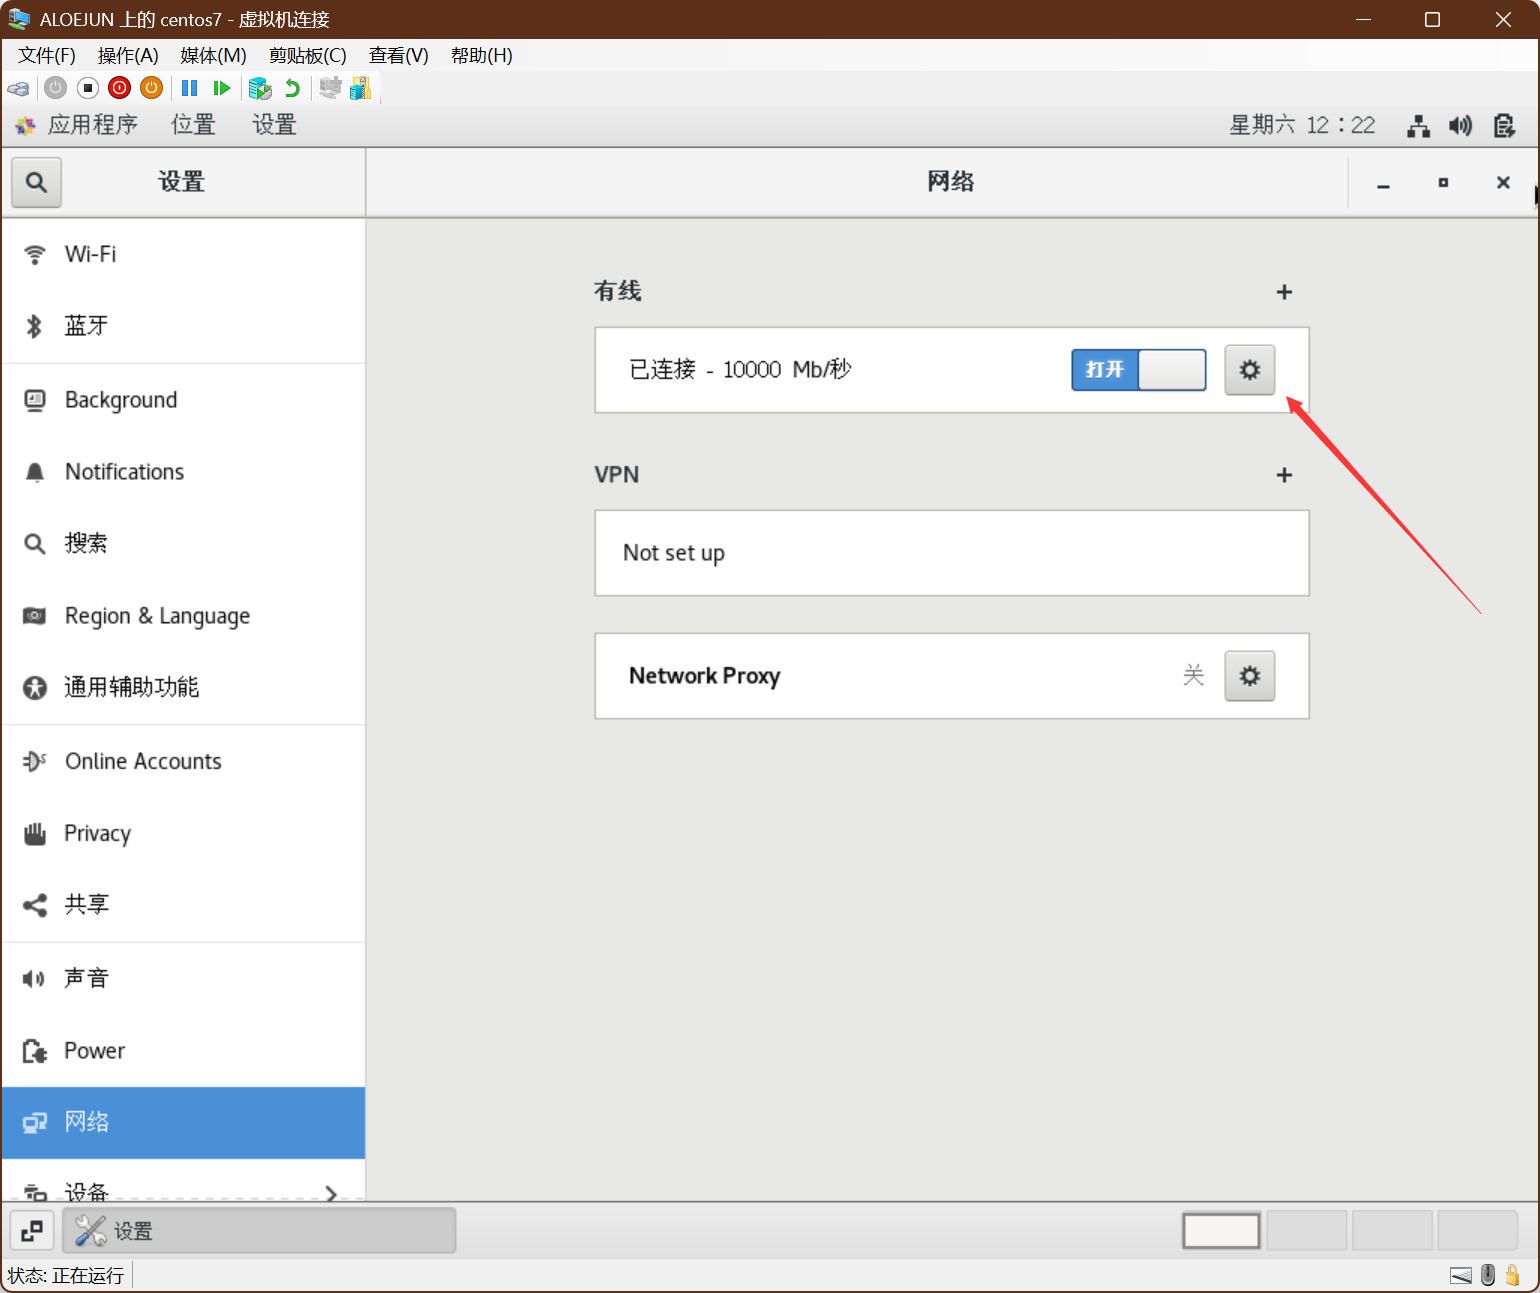 ALOEJUN 上的 centos7 - 虚拟机连接
文件(F) 操作(A) 媒体(M) 剪贴板(C) 查看(V) 帮助(H)
应用程序 位置 设置 星期六 12：22
设置 网络
Wi-Fi
蓝牙
Background
Notifications
搜索
Region & Language
通用辅助功能
Online Accounts
Privacy
共享
声音
Power
网络
设备
有线
已连接 - 10000 Mb/秒 打开
VPN
Not set up
Network Proxy 关
设置
状态: 正在运行